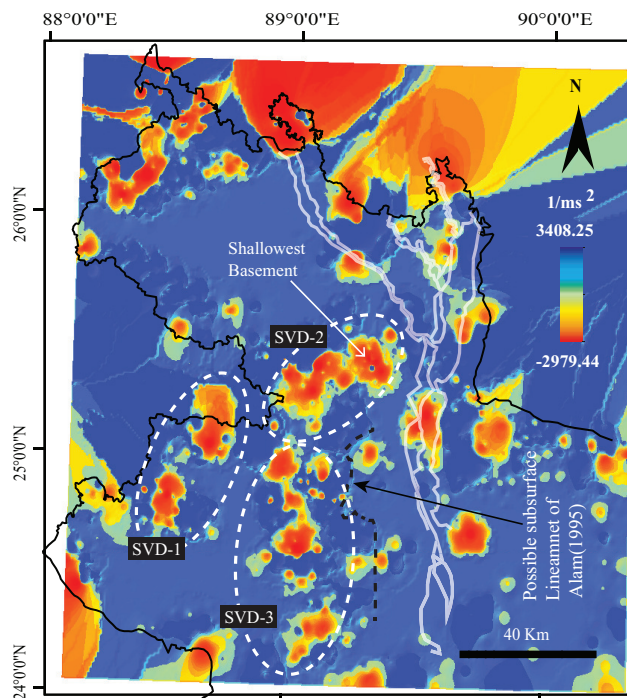 88°0'0"E
89°0'0"E
90°0'0"E
N
26°0'0"N
1/ms 2
3408.25
-2979.44
Shallowest
Basement
SVD-2
25°0'0"N
SVD-1
SVD-3
Possible subsurface
Lineamnet of
Alam(1995)
40 Km
24°0'0"N